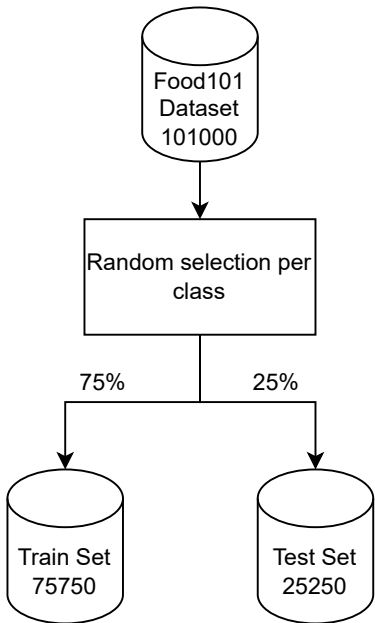 Food101
Dataset
101000
Random selection per
class
75%
25%
Train Set
75750
Test Set
25250